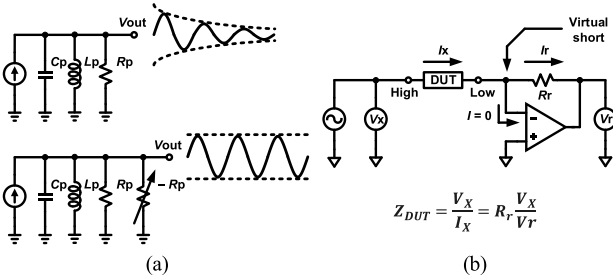 Vout
Cp Lp Rp
Vout
Cp Lp Rp – Rp
(a)
Virtual
short
Ix Ir
DUT
High Low Rr
Vx I = 0 Vr
–
+
Z_DUT = V_X / I_X = R_r V_X / Vr
(b)